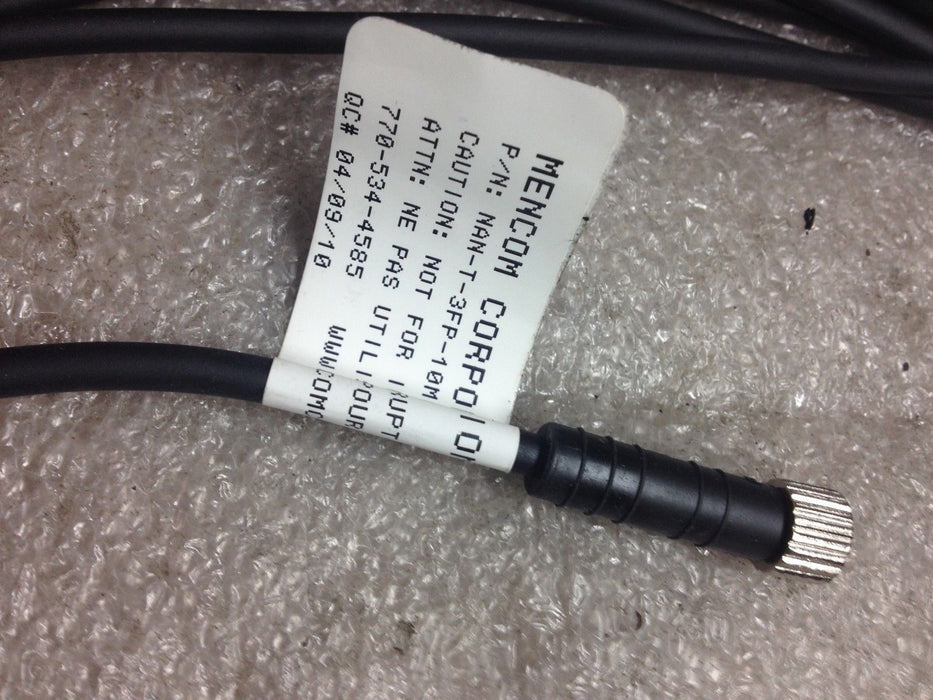 MENCOM CORPO
P/N: NAN-T-3FP-10M
CAUTION: NOT FOR
ATTN: NE PAS UTILI
770-534-4585
QC# 04/09/10